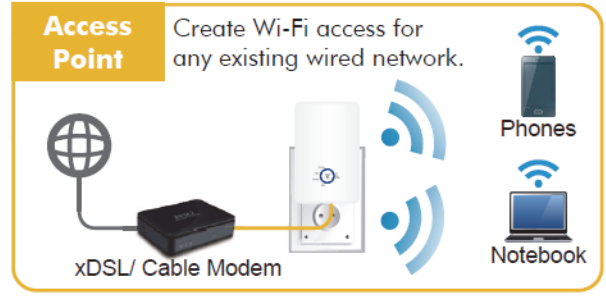 Access
Point
Create Wi-Fi access for
any existing wired network.
Phones
xDSL/ Cable Modem
Notebook